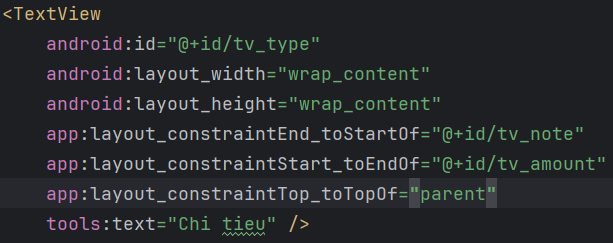 <TextView
android:id="@+id/tv_type"
android:layout_width="wrap_content"
android:layout_height="wrap_content"
app:layout_constraintEnd_toStartOf="@+id/tv_note"
app:layout_constraintStart_toEndOf="@+id/tv_amount"
app:layout_constraintTop_toTopOf="parent"
tools:text="Chi tieu" />